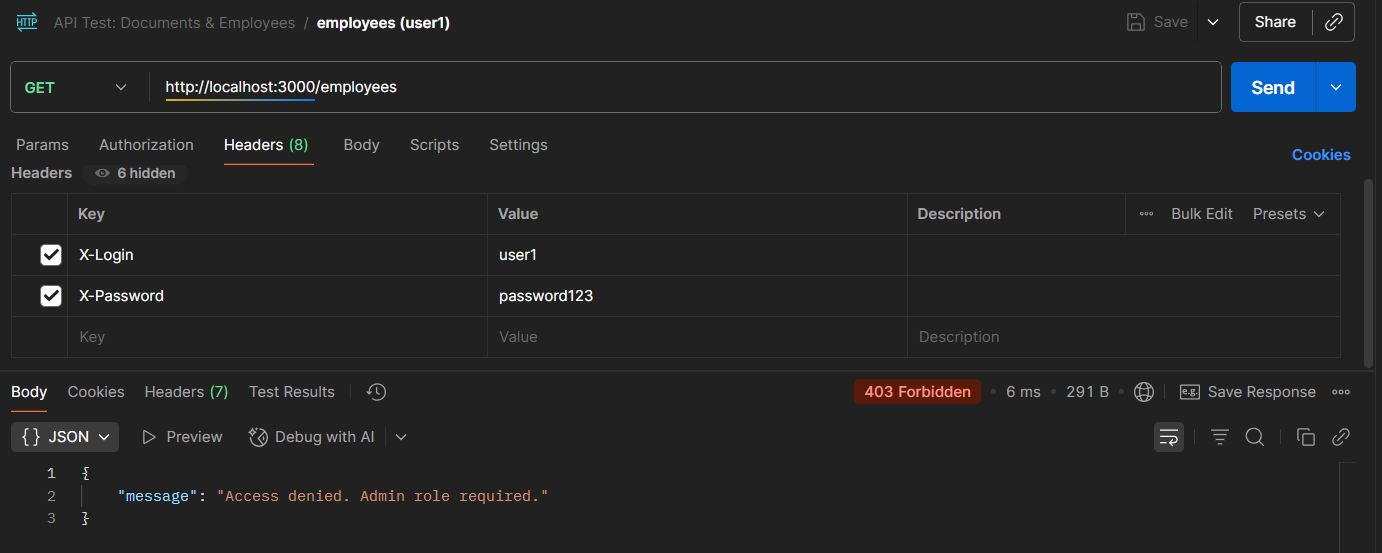 HTTP API Test: Documents & Employees / employees (user1) Save Share
GET http://localhost:3000/employees Send
Params Authorization Headers (8) Body Scripts Settings Cookies
Headers 6 hidden
Key Value Description Bulk Edit Presets
X-Login user1
X-Password password123
Key Value Description
Body Cookies Headers (7) Test Results 403 Forbidden • 6 ms • 291 B • e.g. Save Response
{} JSON Preview Debug with AI
1 {
2 "message": "Access denied. Admin role required."
3 }